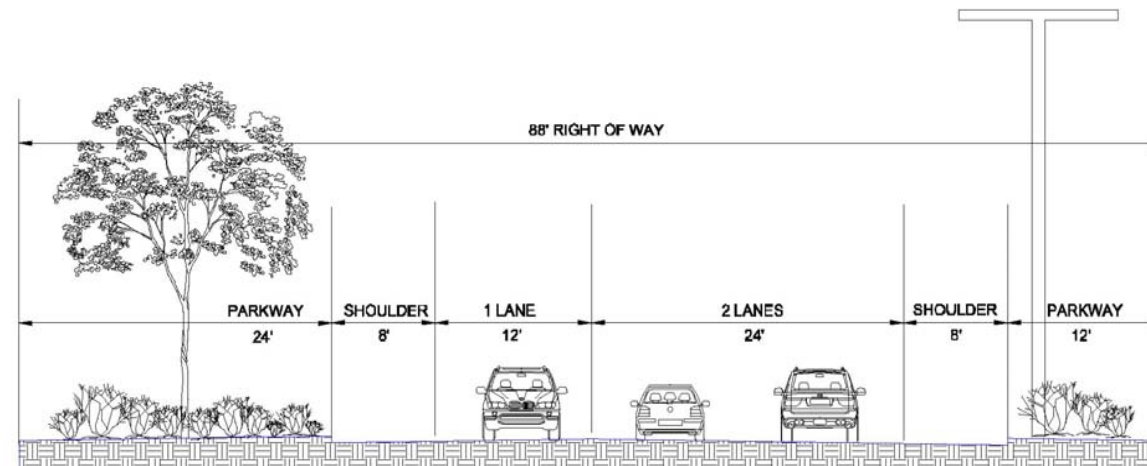 88' RIGHT OF WAY
PARKWAY SHOULDER 1 LANE 2 LANES SHOULDER PARKWAY
24' 8' 12' 24' 8' 12'